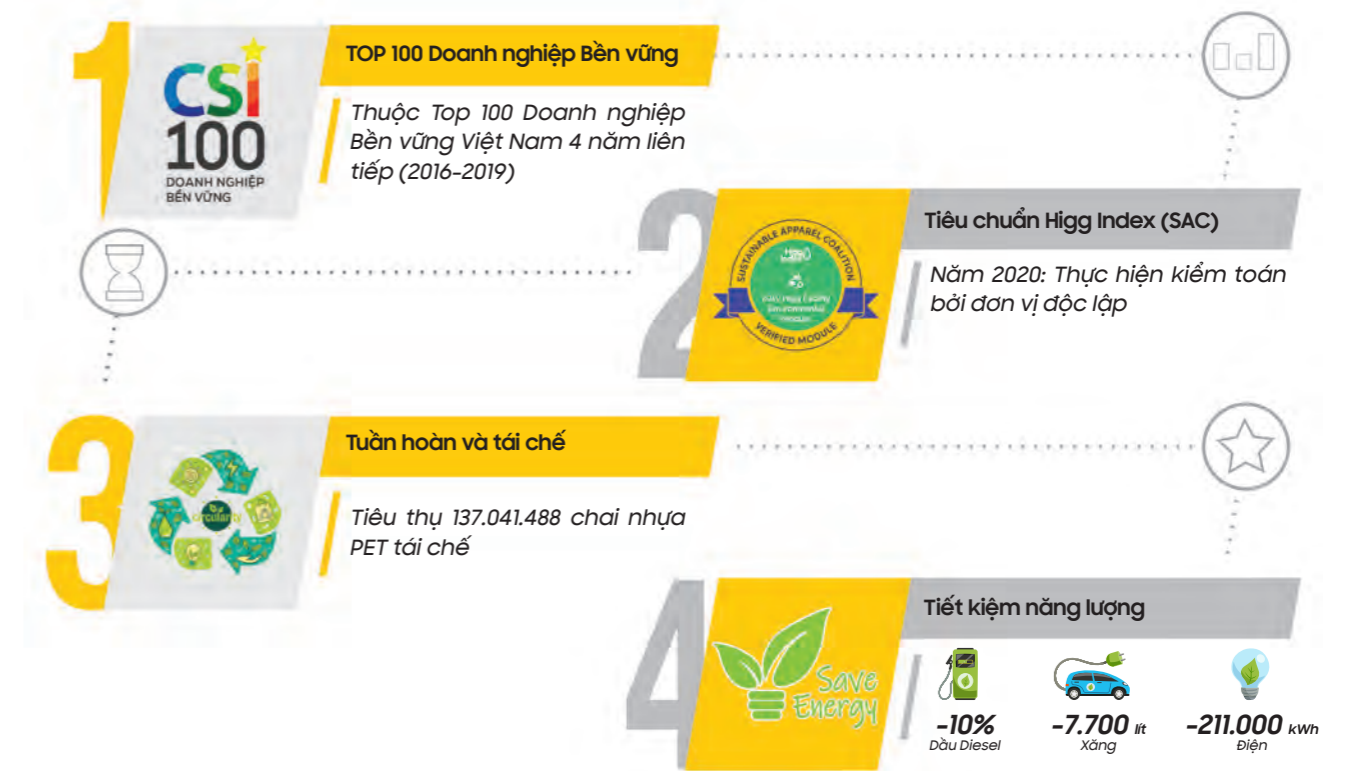 1
CSI
100
DOANH NGHIỆP
BỀN VỮNG
TOP 100 Doanh nghiệp Bền vững
Thuộc Top 100 Doanh nghiệp
Bền vững Việt Nam 4 năm liên
tiếp (2016-2019)
2
SUSTAINABLE APPAREL COALITION
VERIFIED MODULE
Tiêu chuẩn Higg Index (SAC)
Năm 2020: Thực hiện kiểm toán
bởi đơn vị độc lập
3
Tuần hoàn và tái chế
Tiêu thụ 137.041.488 chai nhựa
PET tái chế
4
Save
Energy
Tiết kiệm năng lượng
-10%
Dầu Diesel
-7.700 lít
Xăng
-211.000 kWh
Điện